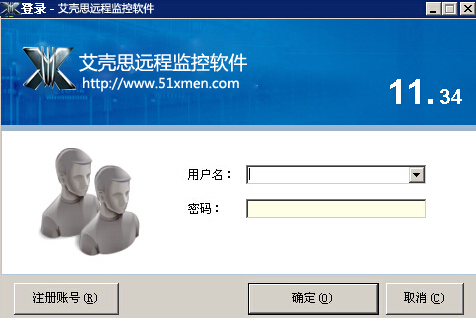 登录 - 艾壳思远程监控软件
艾壳思远程监控软件
http://www.51xmen.com
11.34
用户名：
密码：
注册账号(R)
确定(O)
取消(C)